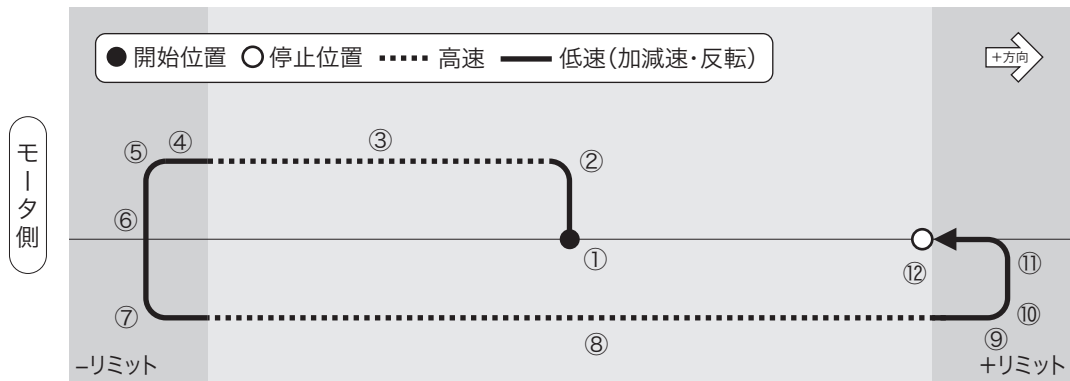 ●開始位置 ○停止位置 ▪▪▪▪▪ 高速 ━━ 低速(加減速・反転)
+方向
モータ側
⑤ ④ ③ ②
⑥
①
⑫ ⑪
⑦ ⑧ ⑩
⑨
−リミット +リミット